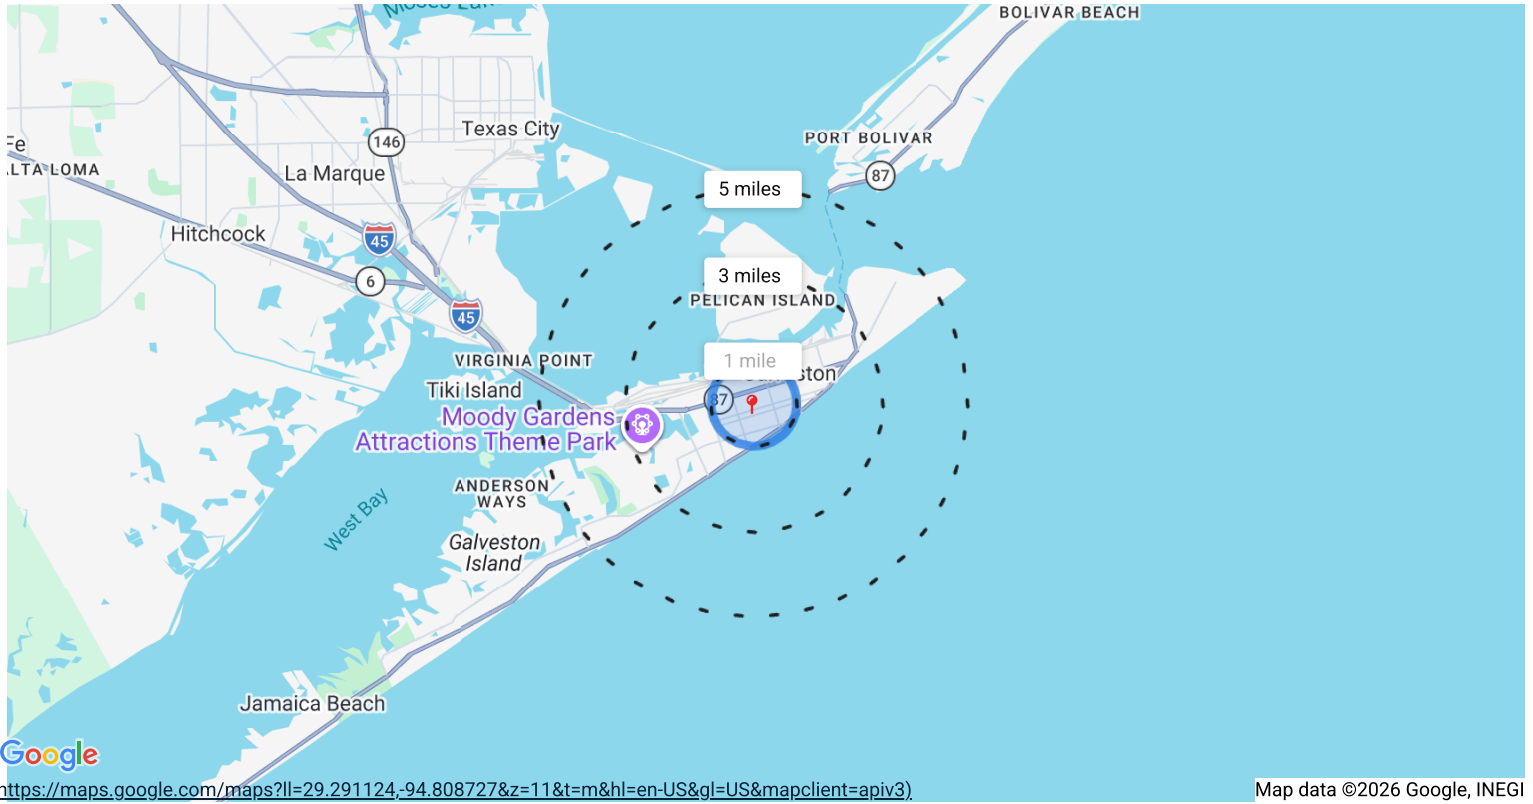 Moses Lake
BOLIVAR BEACH
Texas City
146
PORT BOLIVAR
Fe
ALTA LOMA
La Marque
87
5 miles
Hitchcock
45
6
3 miles
PELICAN ISLAND
45
VIRGINIA POINT
1 mile
Tiki Island
87
Moody Gardens
Attractions Theme Park
ANDERSON
WAYS
West Bay
Galveston
Island
Jamaica Beach
Google
https://maps.google.com/maps?ll=29.291124,-94.808727&z=11&t=m&hl=en-US&gl=US&mapclient=apiv3)
Map data ©2026 Google, INEGI